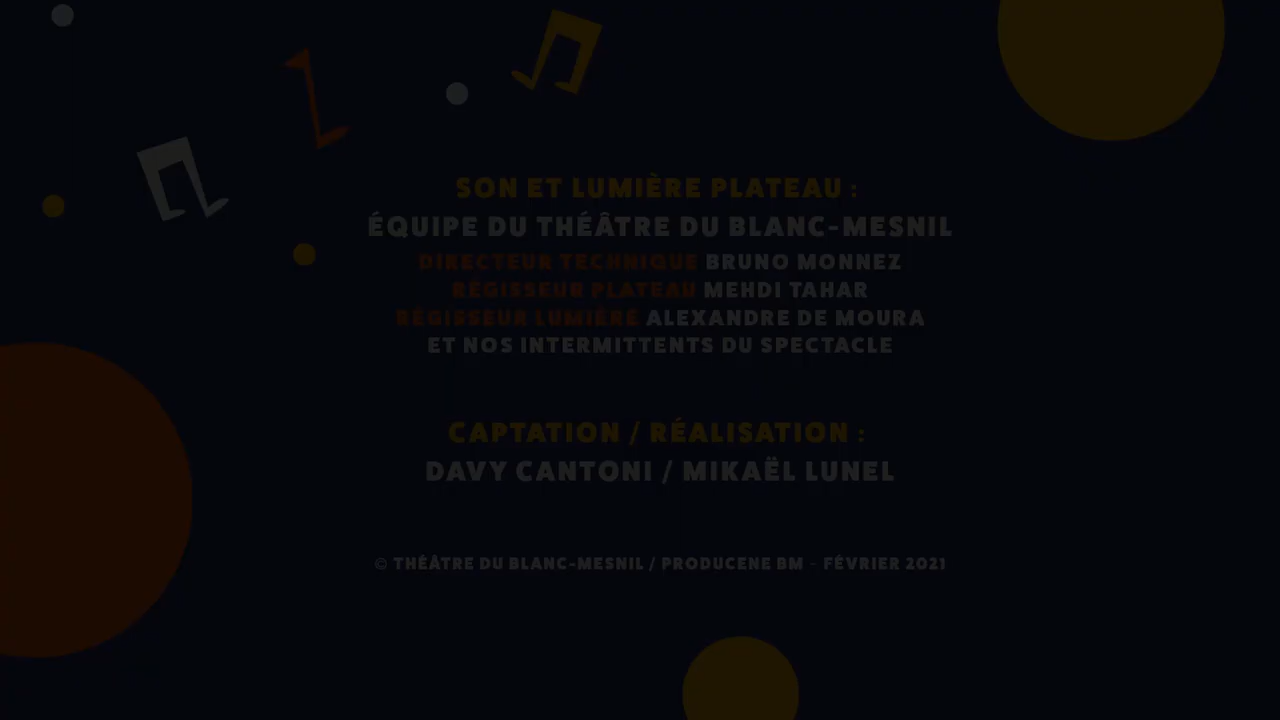 SON ET LUMIÈRE PLATEAU :
ÉQUIPE DU THÉÂTRE DU BLANC-MESNIL
DIRECTEUR TECHNIQUE BRUNO MONNEZ
RÉGISSEUR PLATEAU MEHDI TAHAR
RÉGISSEUR LUMIÈRE ALEXANDRE DE MOURA
ET NOS INTERMITTENTS DU SPECTACLE
CAPTATION / RÉALISATION :
DAVY CANTONI / MIKAËL LUNEL
© THÉÂTRE DU BLANC-MESNIL / PRODUCENE BM - FÉVRIER 2021